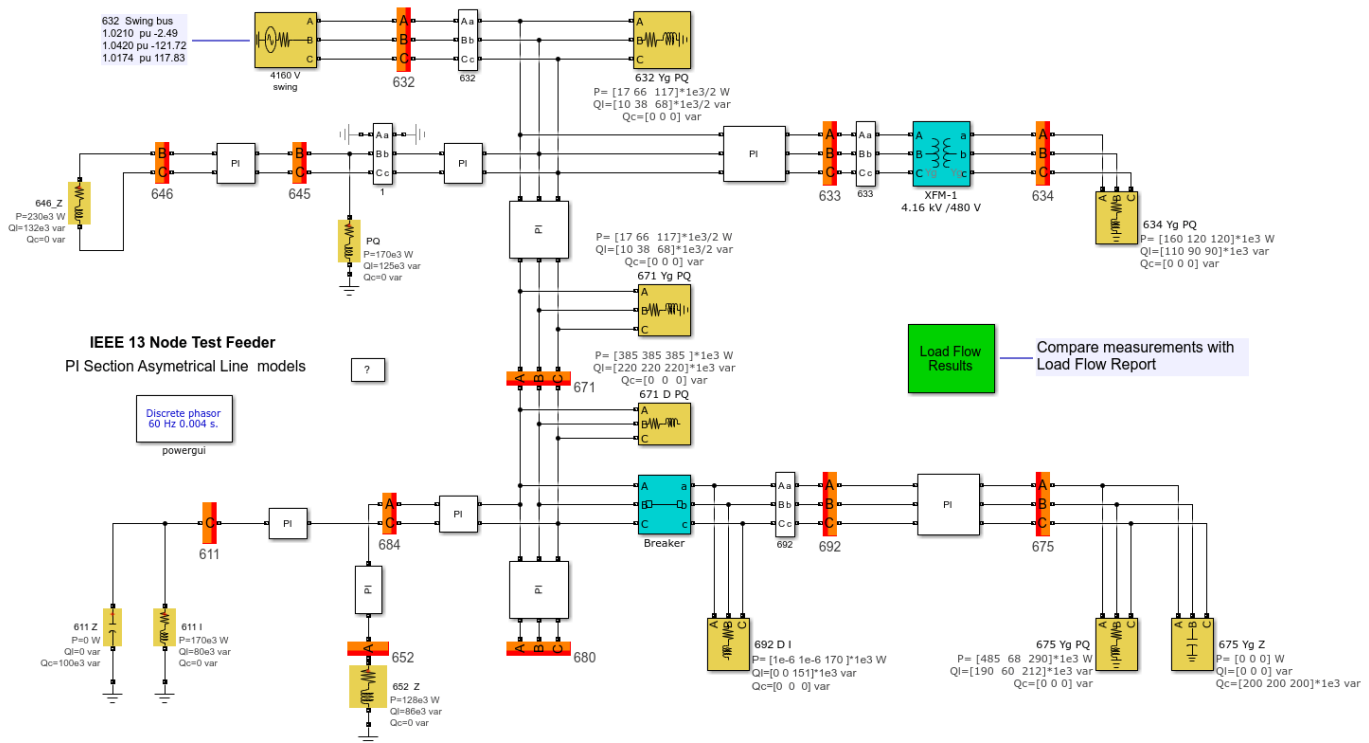 632 Swing bus
1.0210 pu -2.49
1.0420 pu -121.72
1.0174 pu 117.83
A
B
C
4160 V
swing
A
B
C
632
Aa
Bb
Cc
632
A
B
C
632 Yg PQ
P= [17 66 117]*1e3/2 W
Ql=[10 38 68]*1e3/2 var
Qc=[0 0 0] var
646_Z
P=230e3 W
Ql=132e3 var
Qc=0 var
B
C
646
PI
B
C
645
Aa
Bb
Cc
1
PI
PQ
P=170e3 W
Ql=125e3 var
Qc=0 var
PI
A
B
C
633
Aa
Bb
Cc
633
A
B
C
a
b
c
Yg
Yg
XFM-1
4.16 kV /480 V
A
B
C
634
A
B
C
634 Yg PQ
P= [160 120 120]*1e3 W
Ql=[110 90 90]*1e3 var
Qc=[0 0 0] var
PI
P= [17 66 117]*1e3/2 W
Ql=[10 38 68]*1e3/2 var
Qc=[0 0 0] var
671 Yg PQ
A
B
C
IEEE 13 Node Test Feeder
PI Section Asymetrical Line models
?
Discrete phasor
60 Hz 0.004 s.
powergui
P= [385 385 385 ]*1e3 W
Ql=[220 220 220]*1e3 var
Qc=[0 0 0] var
671 D PQ
A
B
C
A
B
C
671
Load Flow
Results
Compare measurements with
Load Flow Report
C
611
PI
A
C
684
PI
A
B
C
a
b
c
Breaker
Aa
Bb
Cc
692
A
B
C
692
PI
A
B
C
675
611 Z
P=0 W
Ql=0 var
Qc=100e3 var
611 I
P=170e3 W
Ql=80e3 var
Qc=0 var
PI
A
652
652 Z
P=128e3 W
Ql=86e3 var
Qc=0 var
PI
A
B
C
680
A
B
C
692 D I
P= [1e-6 1e-6 170 ]*1e3 W
Ql=[0 0 151]*1e3 var
Qc=[0 0 0] var
A
B
C
675 Yg PQ
P= [485 68 290]*1e3 W
Ql=[190 60 212]*1e3 var
Qc=[0 0 0] var
A
B
C
675 Yg Z
P= [0 0 0] W
Ql=[0 0 0] var
Qc=[200 200 200]*1e3 var